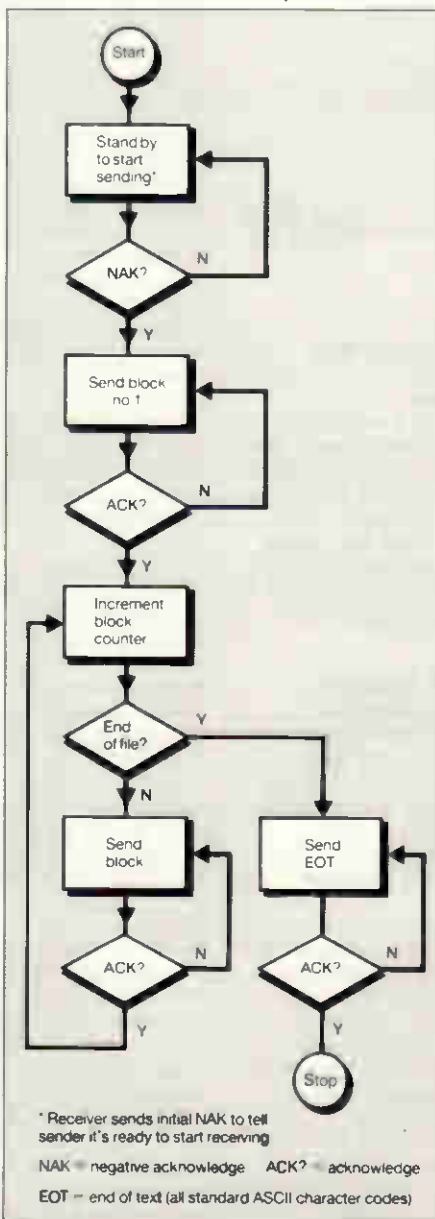 Start
Stand by
to start
sending*
NAK?
N
Y
Send block
no 1
ACK?
N
Y
Increment
block
counter
End
of file?
Y
N
Send
block
Send
EOT
ACK?
N
Y
ACK?
N
Y
Stop
* Receiver sends initial NAK to tell
sender it's ready to start receiving
NAK = negative acknowledge ACK? = acknowledge
EOT = end of text (all standard ASCII character codes)